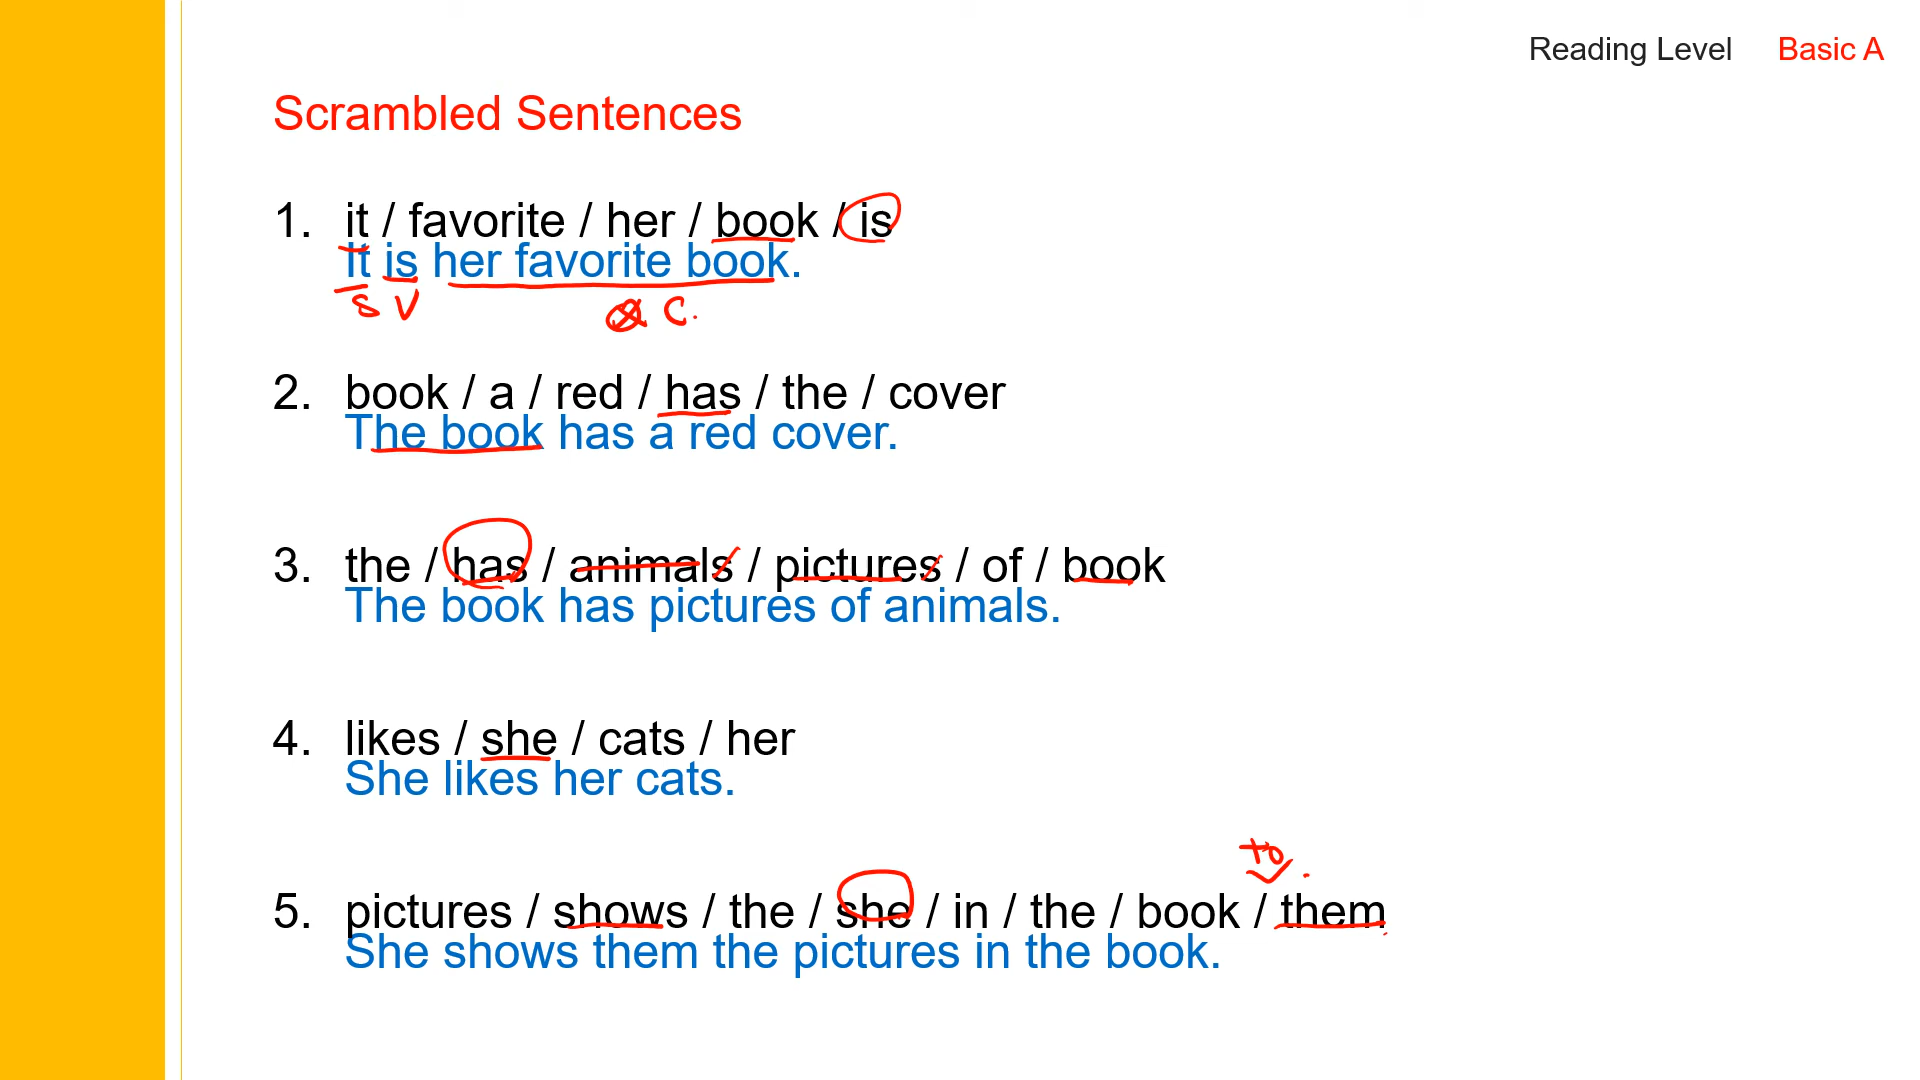 Reading Level Basic A
Scrambled Sentences
1. it / favorite / her / book / is
It is her favorite book.
S V C.
2. book / a / red / has / the / cover
The book has a red cover.
3. the / has / animals / pictures / of / book
The book has pictures of animals.
4. likes / she / cats / her
She likes her cats.
to
5. pictures / shows / the / she / in / the / book / them
She shows them the pictures in the book.